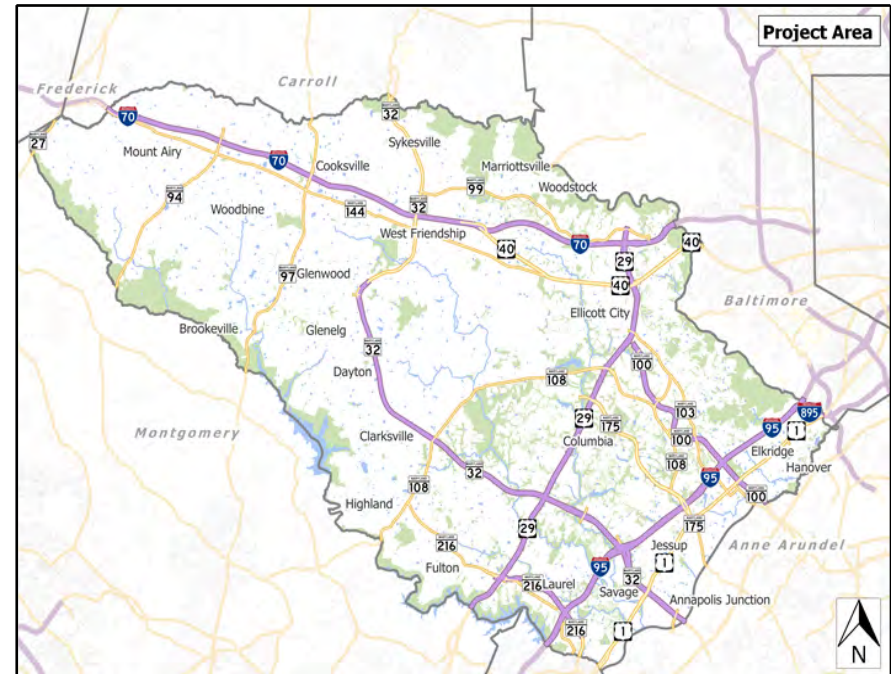 Project Area
Frederick
Carroll
70
MARYLAND
32
27
Mount Airy
Sykesville
70
Cooksville
Marriottsville
99
Woodstock
94
Woodbine
144
32
West Friendship
40
70
29
40
40
97
Glenwood
Baltimore
Ellicott City
Brookeville
Glenelg
32
Dayton
100
108
103
895
29
175
95
1
Montgomery
Columbia
100
Elkridge
Clarksville
108
Hanover
32
95
108
100
Highland
175
29
Anne Arundel
216
Jessup
1
Fulton
95
32
216
Laurel
Savage
Annapolis Junction
216
1
N